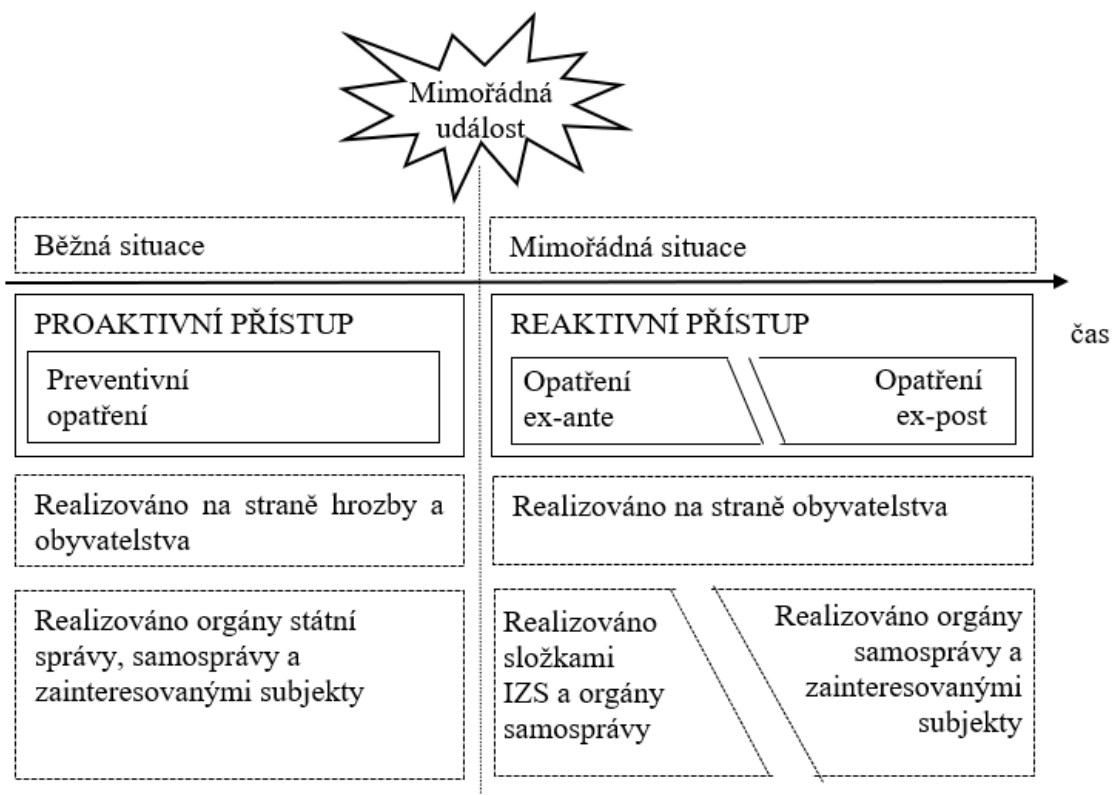 Mimořádná
událost
Běžná situace
Mimořádná situace
čas
PROAKTIVNÍ PŘÍSTUP
Preventivní
opatření
REAKTIVNÍ PŘÍSTUP
Opatření
ex-ante
Opatření
ex-post
Realizováno na straně hrozby a
obyvatelstva
Realizováno na straně obyvatelstva
Realizováno orgány státní
správy, samosprávy a
zainteresovanými subjekty
Realizováno
složkami
IZS a orgány
samosprávy
Realizováno orgány
samosprávy a
zainteresovanými
subjekty